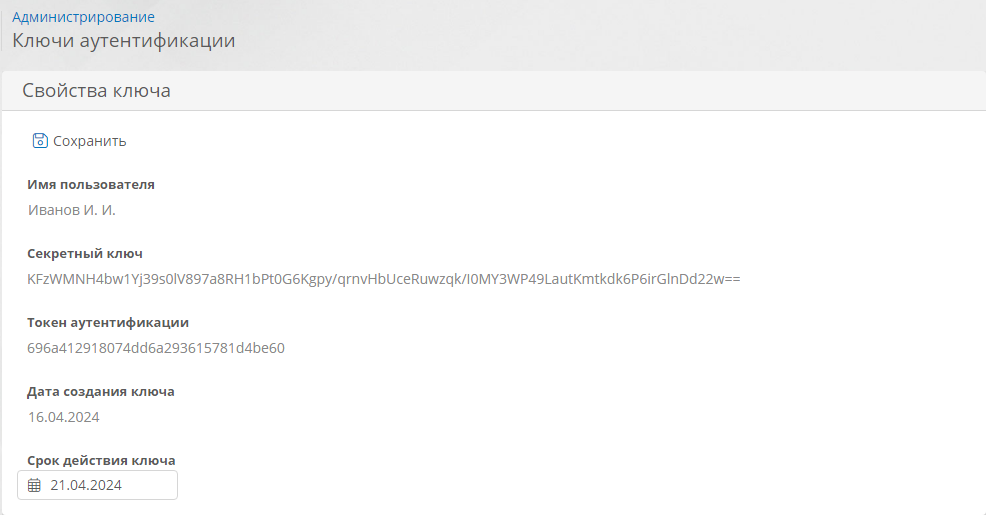 Администрирование
Ключи аутентификации
Свойства ключа
Сохранить
Имя пользователя
Иванов И. И.
Секретный ключ
KFzWMNH4bw1Yj39s0lV897a8RH1bPt0G6Kgpy/qrnvHbUceRuwzqk/I0MY3WP49LautKmtkdk6P6irGlnDd22w==
Токен аутентификации
696a412918074dd6a293615781d4be60
Дата создания ключа
16.04.2024
Срок действия ключа
21.04.2024